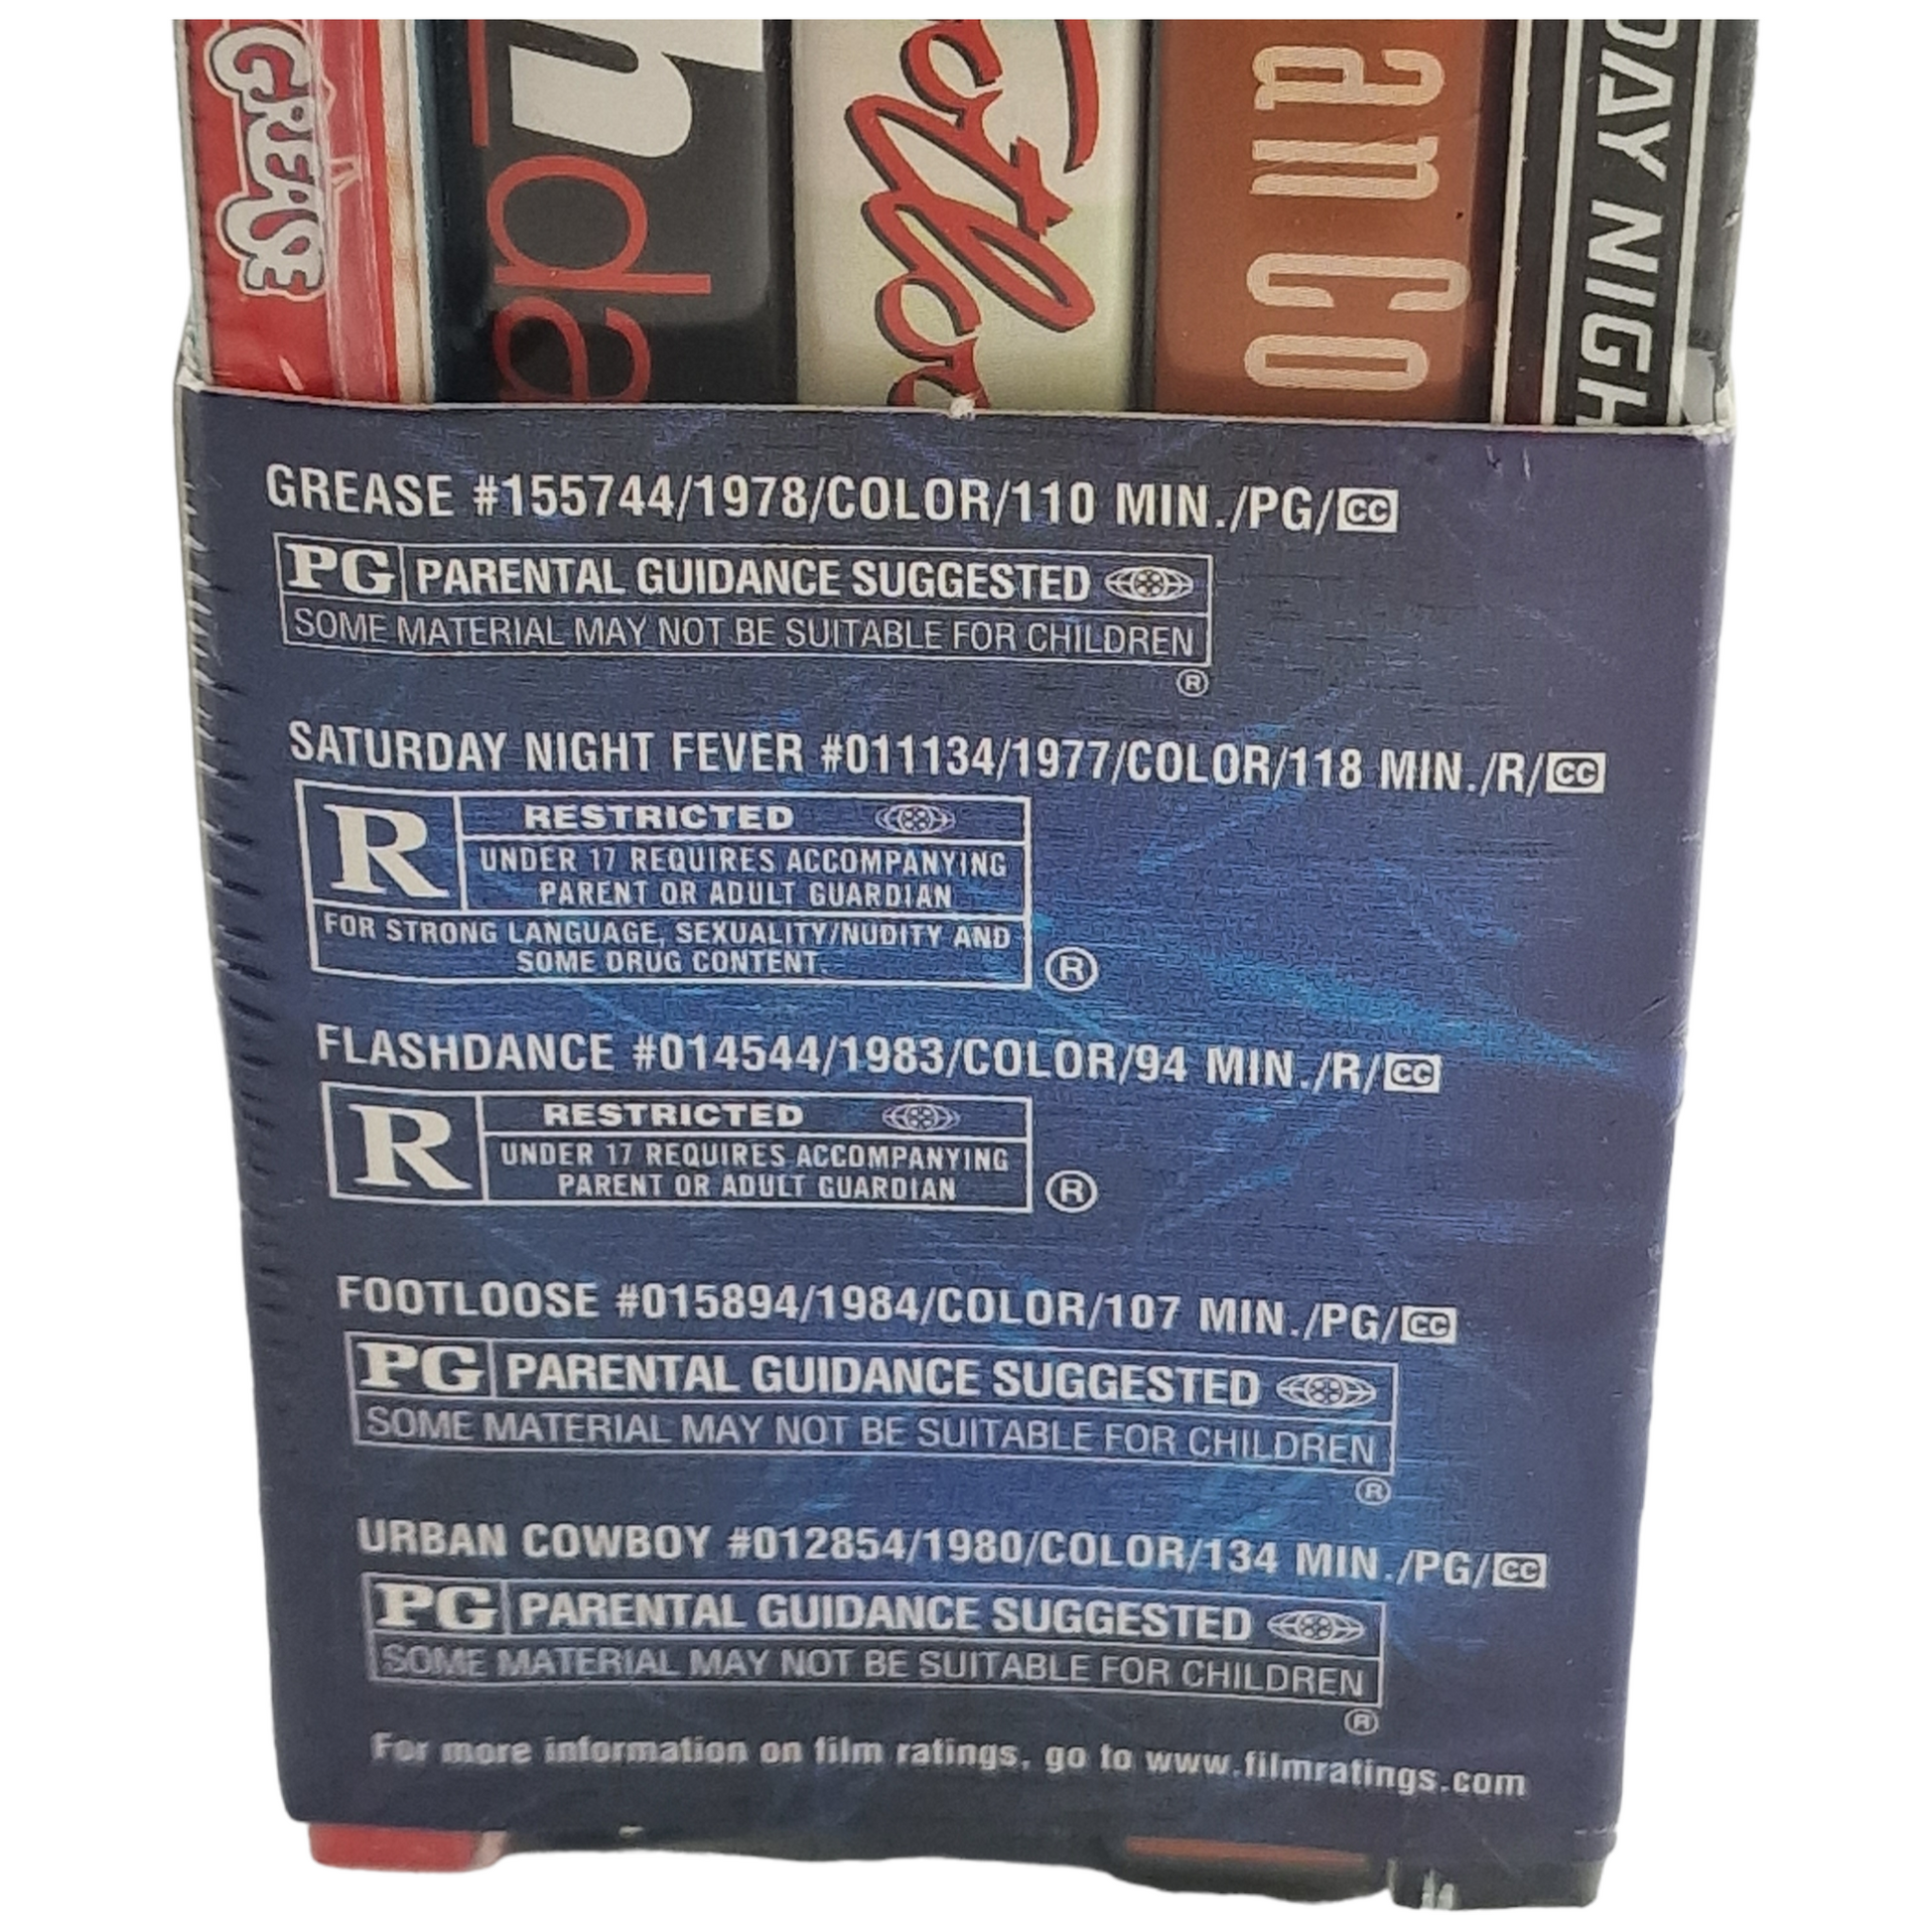 GREASE
h_da
otloo
an Co
DAY NIGH
GREASE #155744/1978/COLOR/110 MIN./PG/CC
PG PARENTAL GUIDANCE SUGGESTED
SOME MATERIAL MAY NOT BE SUITABLE FOR CHILDREN
®
SATURDAY NIGHT FEVER #011134/1977/COLOR/118 MIN./R/CC
R RESTRICTED
UNDER 17 REQUIRES ACCOMPANYING
PARENT OR ADULT GUARDIAN
FOR STRONG LANGUAGE, SEXUALITY/NUDITY AND
SOME DRUG CONTENT.
®
FLASHDANCE #014544/1983/COLOR/94 MIN./R/CC
R RESTRICTED
UNDER 17 REQUIRES ACCOMPANYING
PARENT OR ADULT GUARDIAN
®
FOOTLOOSE #015894/1984/COLOR/107 MIN./PG/CC
PG PARENTAL GUIDANCE SUGGESTED
SOME MATERIAL MAY NOT BE SUITABLE FOR CHILDREN
®
URBAN COWBOY #012854/1980/COLOR/134 MIN./PG/CC
PG PARENTAL GUIDANCE SUGGESTED
SOME MATERIAL MAY NOT BE SUITABLE FOR CHILDREN
®
For more information on film ratings, go to www.filmratings.com